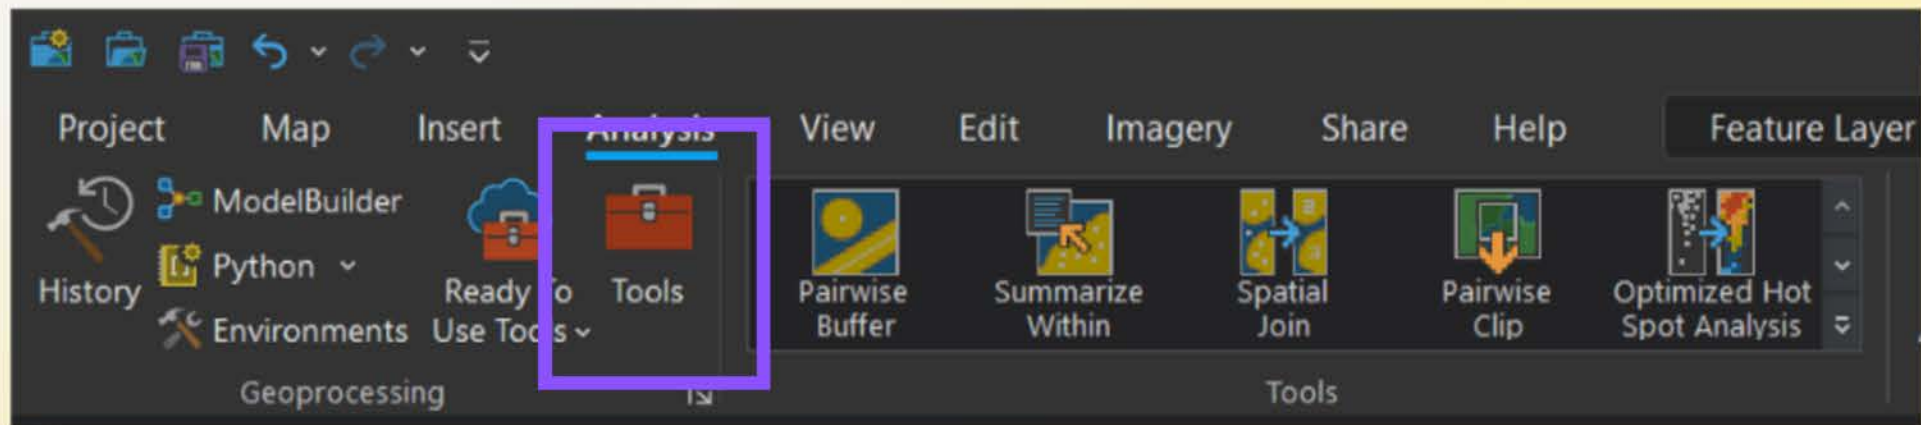 Project Map Insert Analysis View Edit Imagery Share Help Feature Layer
History
ModelBuilder
Python
Environments
Ready To
Use Tools
Tools
Pairwise
Buffer
Summarize
Within
Spatial
Join
Pairwise
Clip
Optimized Hot
Spot Analysis
Geoprocessing
Tools